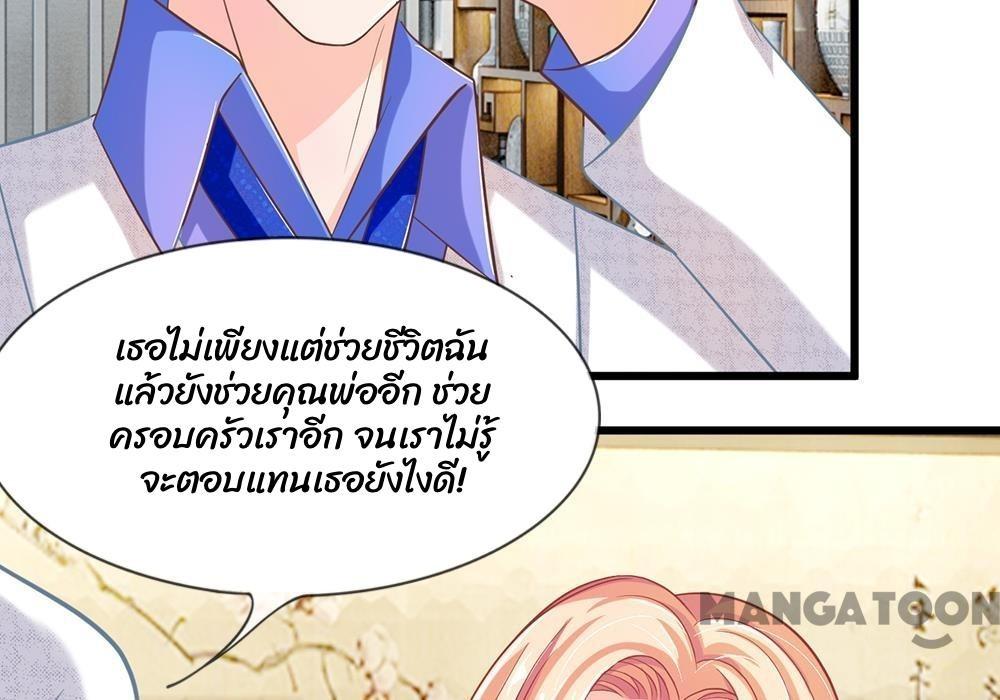 เธอไม่เพียงแต่ช่วยชีวิตฉัน
แล้วยังช่วยคุณพ่ออีก ช่วย
ครอบครัวเราอีก จนเราไม่รู้
จะตอบแทนเธอยังไงดี!
MANGATOON